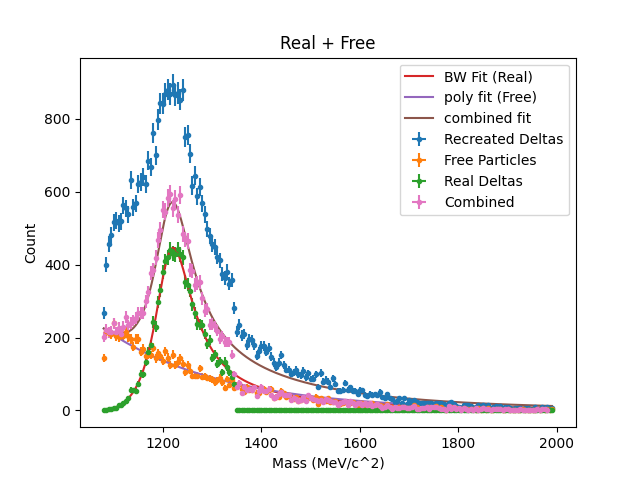 Real + Free
BW Fit (Real)
poly fit (Free)
combined fit
Recreated Deltas
Free Particles
Real Deltas
Combined
Count
800
600
400
200
0
1200
1400
1600
1800
2000
Mass (MeV/c^2)